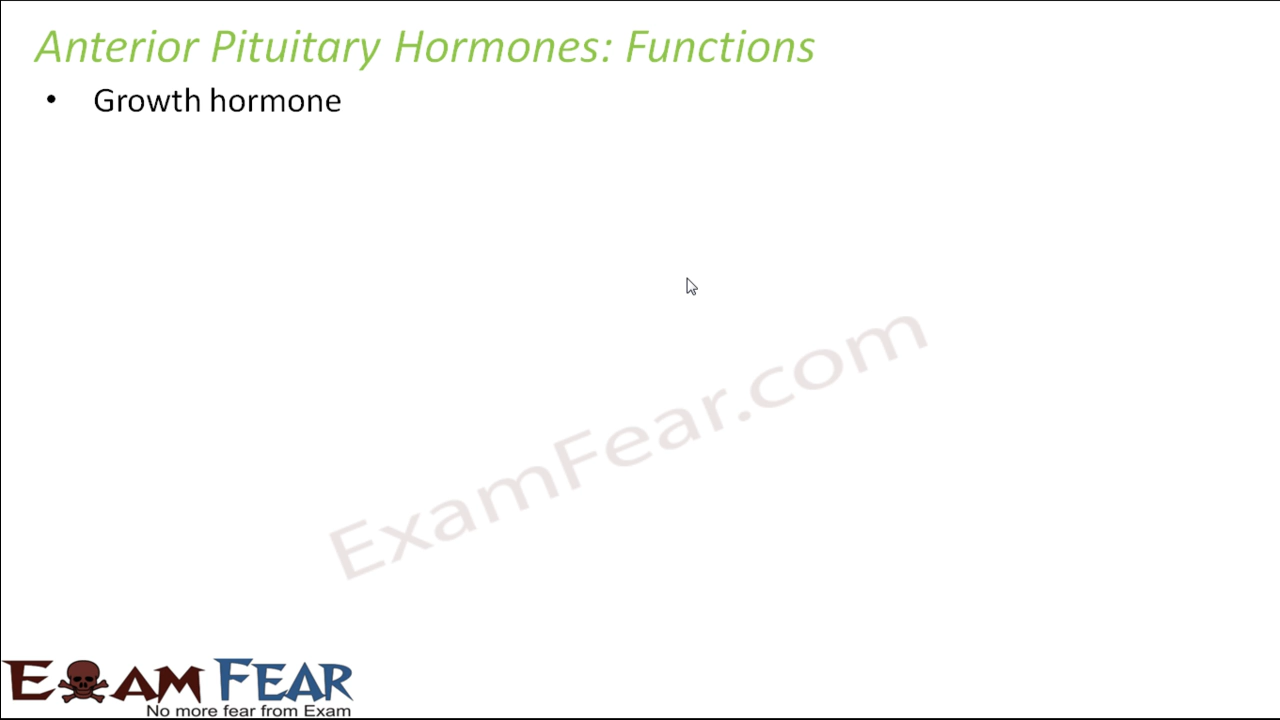 Anterior Pituitary Hormones: Functions
• Growth hormone
ExamFear.com
EXAM FEAR
No more fear from Exam